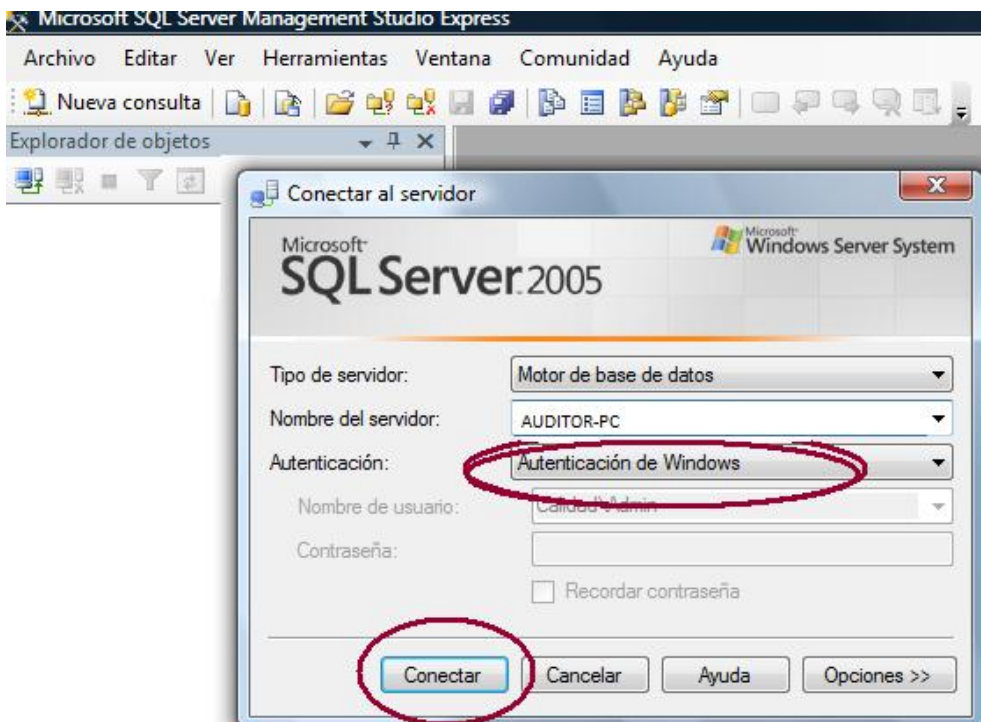 Microsoft SQL Server Management Studio Express
Archivo Editar Ver Herramientas Ventana Comunidad Ayuda
Nueva consulta
Explorador de objetos
Conectar al servidor
Microsoft
SQL Server 2005
Microsoft
Windows Server System
Tipo de servidor: Motor de base de datos
Nombre del servidor: AUDITOR-PC
Autenticación: Autenticación de Windows
Nombre de usuario: Calidad\Admin
Contraseña:
Recordar contraseña
Conectar Cancelar Ayuda Opciones >>